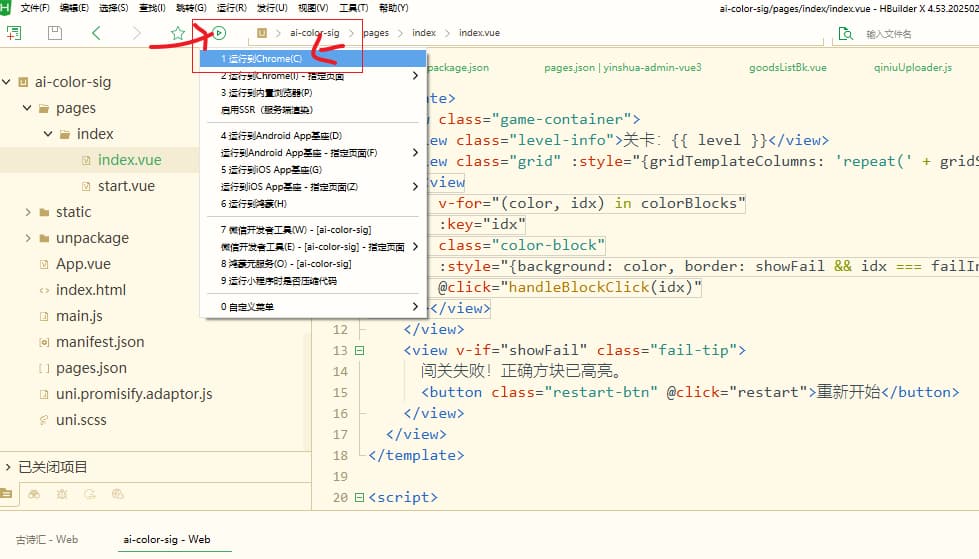 文件(F) 编辑(E) 选择(S) 查找(I) 跳转(G) 运行(R) 发行(U) 视图(V) 工具(T) 帮助(Y)
ai-color-sig/pages/index/index.vue - HBuilder X 4.53.202502
ai-color-sig pages index index.vue
输入文件名
package.json pages.json | yinshua-admin-vue3 goodsListBk.vue qiniuUploader.js
ai-color-sig
pages
index
index.vue
start.vue
static
unpackage
App.vue
index.html
main.js
manifest.json
pages.json
uni.promisify.adaptor.js
uni.scss
已关闭项目
1 运行到Chrome(C)
2 运行到Chrome(I) - 指定页面
3 运行到内置浏览器(P)
启用SSR（服务端渲染）
4 运行到Android App基座(D)
运行到Android App基座 - 指定页面(F)
5 运行到iOS App基座(G)
运行到iOS App基座 - 指定页面(Z)
6 运行到鸿蒙(H)
7 微信开发者工具(W) - [ai-color-sig]
微信开发者工具(E) - [ai-color-sig] - 指定页面
8 鸿蒙元服务(O) - [ai-color-sig]
9 运行小程序时是否压缩代码
0 自定义菜单
ate>
class="game-container">
ew class="level-info">关卡：{{ level }}</view>
ew class="grid" :style="{gridTemplateColumns: 'repeat(' + gridS
view
v-for="(color, idx) in colorBlocks"
:key="idx"
class="color-block"
:style="{background: color, border: showFail && idx === failIn
@click="handleBlockClick(idx)"
></view>
12 </view>
13 <view v-if="showFail" class="fail-tip">
14 闯关失败！正确方块已高亮。
15 <button class="restart-btn" @click="restart">重新开始</button>
16 </view>
17 </view>
18 </template>
19
20 <script>
古诗汇 - Web ai-color-sig - Web